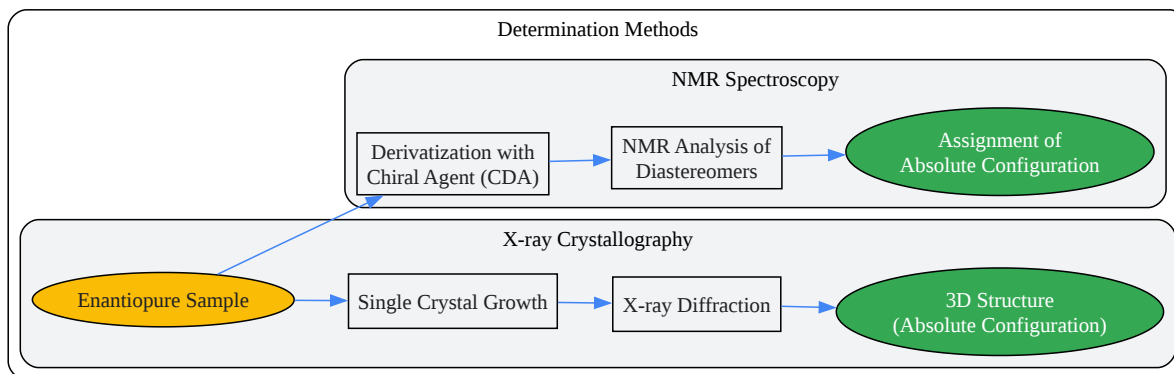 Determination Methods
NMR Spectroscopy
Derivatization with
Chiral Agent (CDA)
NMR Analysis of
Diastereomers
Assignment of
Absolute Configuration
X-ray Crystallography
Enantiopure Sample
Single Crystal Growth
X-ray Diffraction
3D Structure
(Absolute Configuration)